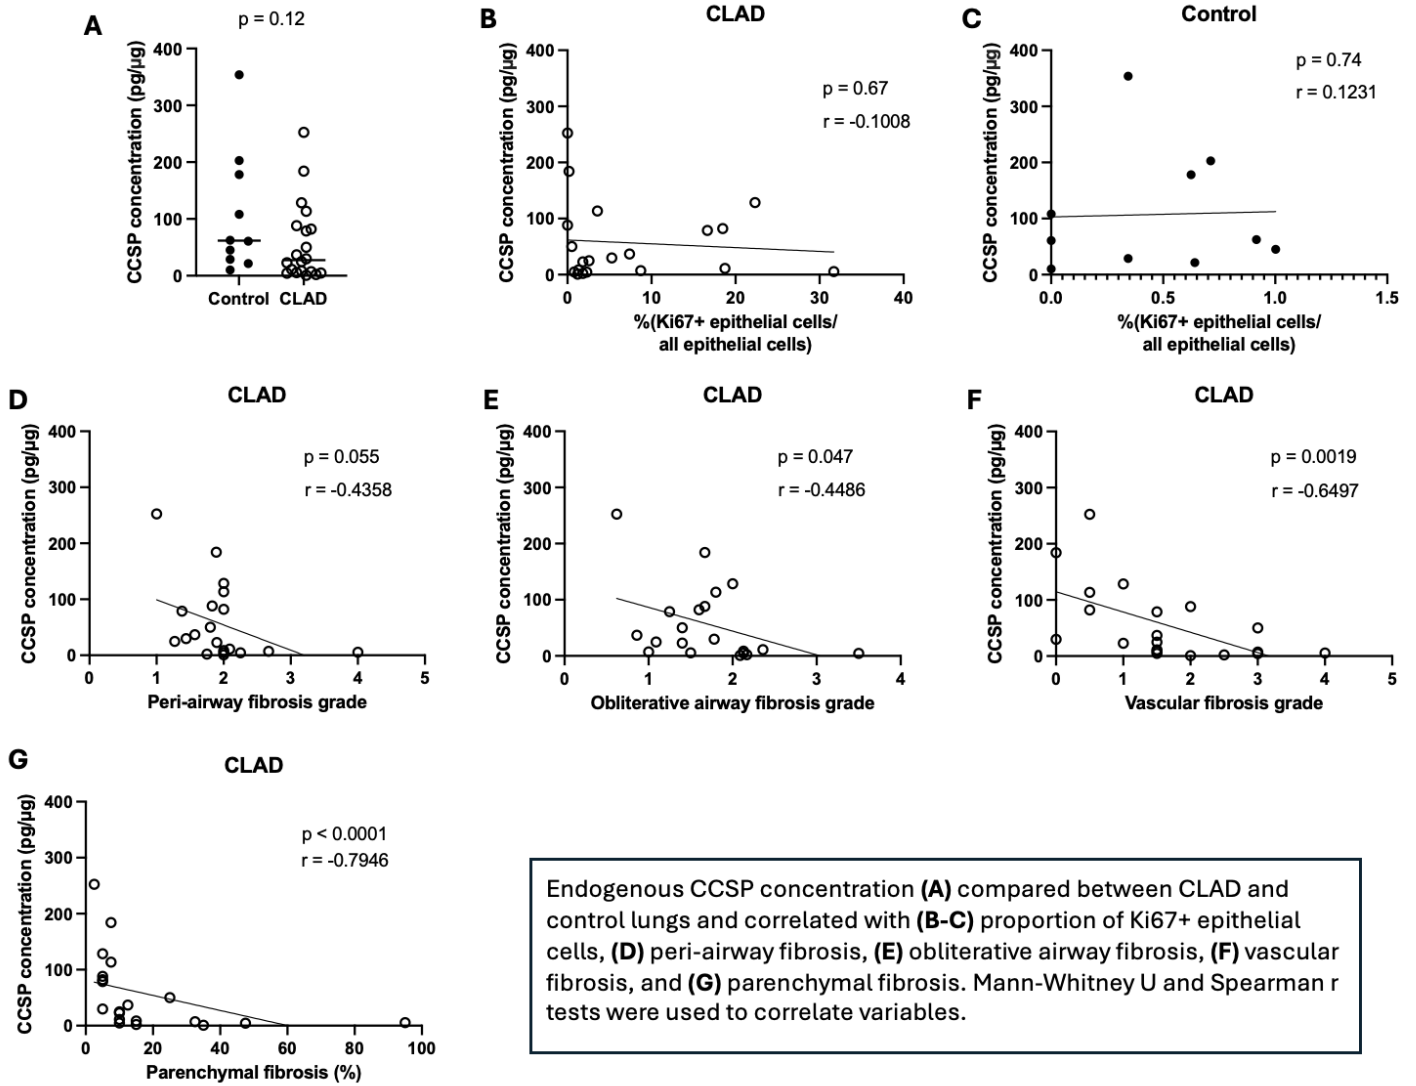 A
p = 0.12
CCSP concentration (pg/µg)
400
300
200
100
0
Control
CLAD
B
CLAD
CCSP concentration (pg/µg)
400
300
200
100
0
p = 0.67
r = -0.1008
0
10
20
30
40
%(Ki67+ epithelial cells/
all epithelial cells)
C
Control
CCSP concentration (pg/µg)
400
300
200
100
0
p = 0.74
r = 0.1231
0.0
0.5
1.0
1.5
%(Ki67+ epithelial cells/
all epithelial cells)
D
CLAD
CCSP concentration (pg/µg)
400
300
200
100
0
p = 0.055
r = -0.4358
0
1
2
3
4
5
Peri-airway fibrosis grade
E
CLAD
CCSP concentration (pg/µg)
400
300
200
100
0
p = 0.047
r = -0.4486
0
1
2
3
4
Obliterative airway fibrosis grade
F
CLAD
CCSP concentration (pg/µg)
400
300
200
100
0
p = 0.0019
r = -0.6497
0
1
2
3
4
5
Vascular fibrosis grade
G
CLAD
CCSP concentration (pg/µg)
400
300
200
100
0
p < 0.0001
r = -0.7946
0
20
40
60
80
100
Parenchymal fibrosis (%)
Endogenous CCSP concentration (A) compared between CLAD and
control lungs and correlated with (B-C) proportion of Ki67+ epithelial
cells, (D) peri-airway fibrosis, (E) obliterative airway fibrosis, (F) vascular
fibrosis, and (G) parenchymal fibrosis. Mann-Whitney U and Spearman r
tests were used to correlate variables.